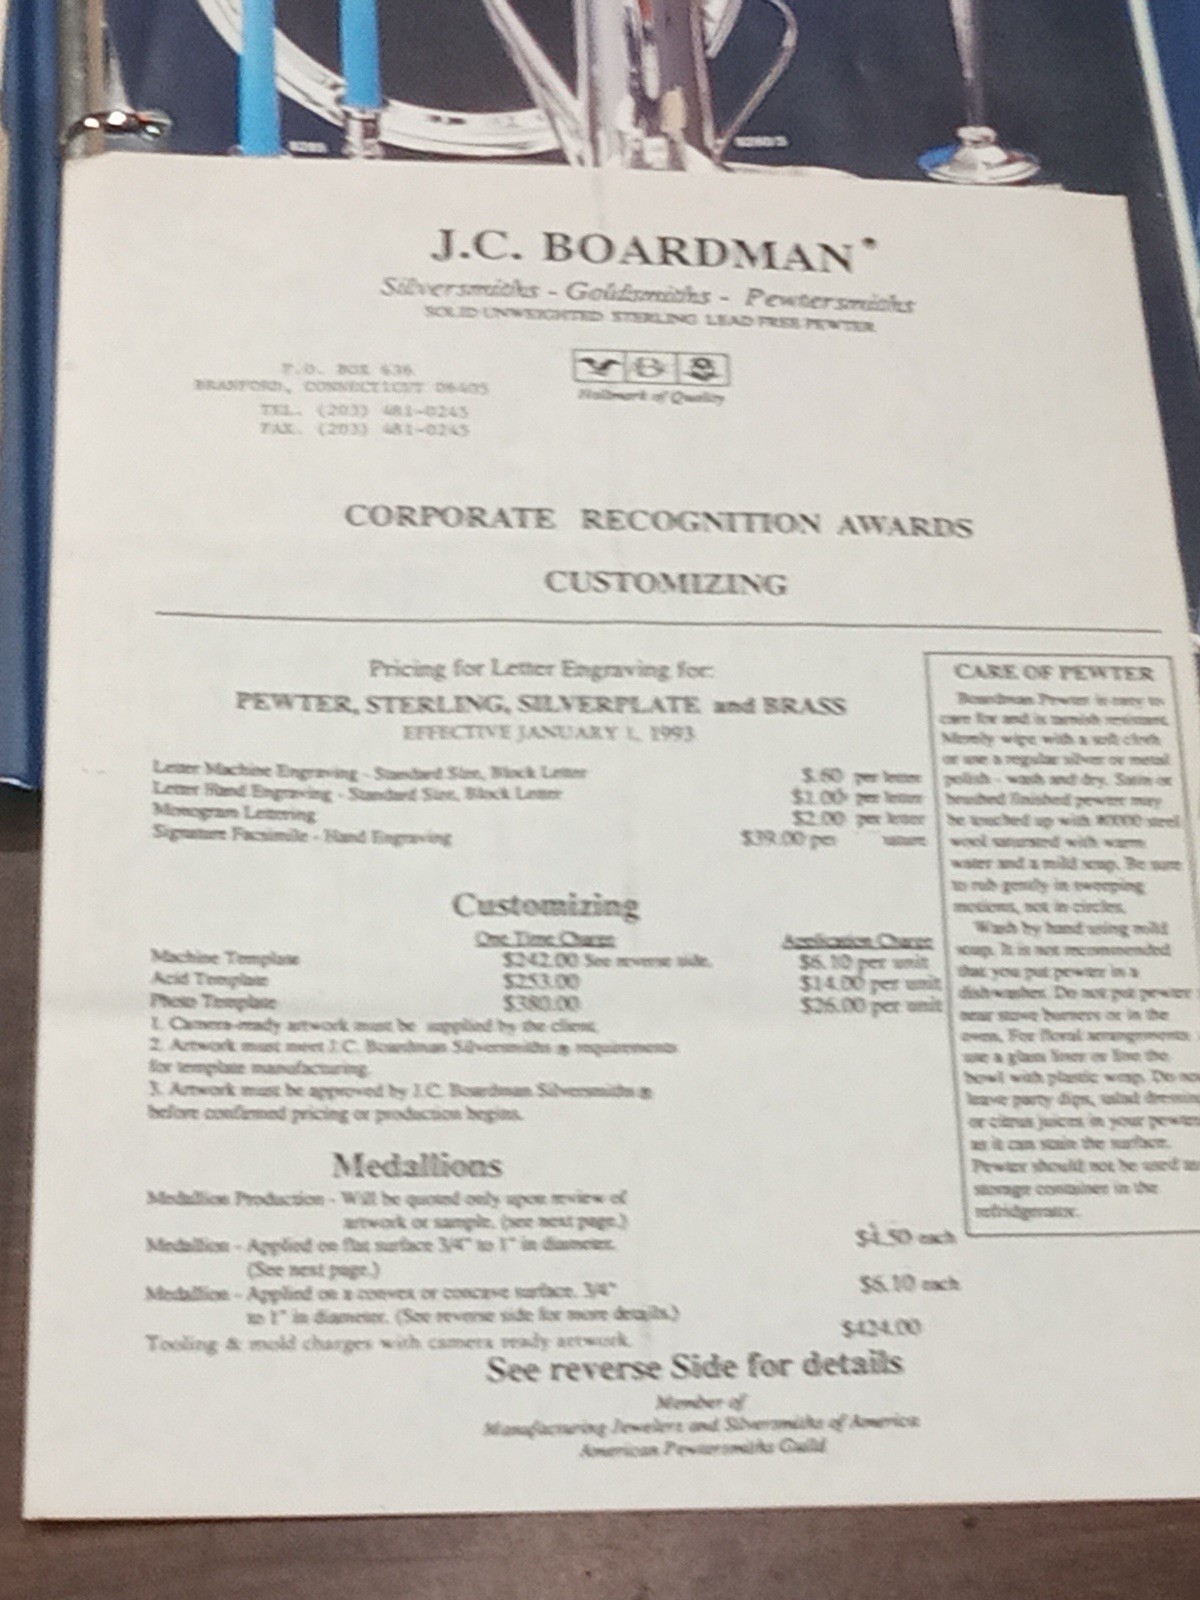 J.C. BOARDMAN
Silversmiths - Goldsmiths - Pewtersmiths
SOLID UNWEIGHTED STERLING LEAD FREE PEWTER
P.O. BOX 636
BRANFORD, CONNECTICUT 06405
TEL. (203) 481-0245
FAX. (203) 481-0245
B
Hallmark of Quality
CORPORATE RECOGNITION AWARDS
CUSTOMIZING
Pricing for Letter Engraving for:
PEWTER, STERLING, SILVERPLATE and BRASS
EFFECTIVE JANUARY 1, 1993
Letter Machine Engraving - Standard Size, Block Letter $.60 per letter
Letter Hand Engraving - Standard Size, Block Letter $1.00 per letter
Monogram Lettering $2.00 per letter
Signature Facsimile - Hand Engraving $39.00 per
Customizing
One Time Charge Application Charge
Machine Template $242.00 See reverse side. $6.10 per unit
Acid Template $253.00 $14.00 per unit
Photo Template $380.00 $26.00 per unit
1. Camera-ready artwork must be supplied by the client.
2. Artwork must meet J.C. Boardman Silversmiths ® requirements
for template manufacturing.
3. Artwork must be approved by J.C. Boardman Silversmiths ®
before confirmed pricing or production begins.
Medallions
Medallion Production - Will be quoted only upon review of
artwork or sample. (see next page.)
Medallion - Applied on flat surface 3/4" to 1" in diameter. $4.50 each
(See next page.)
Medallion - Applied on a convex or concave surface. 3/4" $6.10 each
to 1" in diameter. (See reverse side for more details.)
Tooling & mold charges with camera ready artwork. $424.00
See reverse Side for details
Member of
Manufacturing Jewelers and Silversmiths of America
American Pewtersmiths Guild
CARE OF PEWTER
Boardman Pewter is easy to
care for and is tarnish resistant.
Merely wipe with a soft cloth
or use a regular silver or metal
polish - wash and dry. Satin or
brushed finished pewter may
be touched up with #0000 steel
wool saturated with warm
water and a mild soap. Be sure
to rub gently in sweeping
motions, not in circles.
Wash by hand using mild
soap. It is not recommended
that you put pewter in a
dishwasher. Do not put pewter
near stove burners or in the
oven. For floral arrangements
use a glass liner or line the
bowl with plastic wrap. Do not
leave party dips, salad dressing
or citrus juices in your pewter
as it can stain the surface.
Pewter should not be used as
storage container in the
refridgerator.